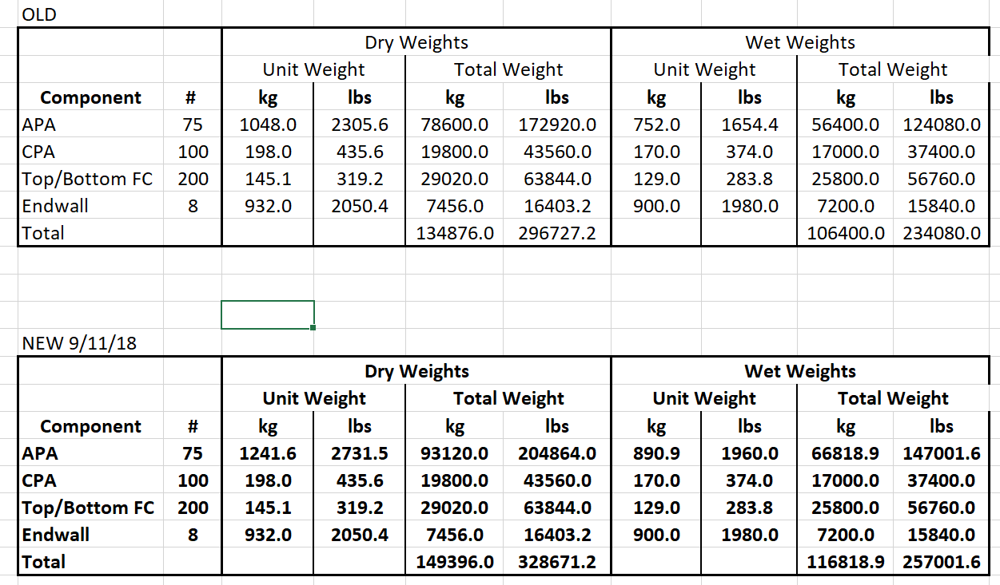 OLD
Dry Weights Wet Weights
Unit Weight Total Weight Unit Weight Total Weight
Component # kg lbs kg lbs kg lbs kg lbs
APA 75 1048.0 2305.6 78600.0 172920.0 752.0 1654.4 56400.0 124080.0
CPA 100 198.0 435.6 19800.0 43560.0 170.0 374.0 17000.0 37400.0
Top/Bottom FC 200 145.1 319.2 29020.0 63844.0 129.0 283.8 25800.0 56760.0
Endwall 8 932.0 2050.4 7456.0 16403.2 900.0 1980.0 7200.0 15840.0
Total 134876.0 296727.2 106400.0 234080.0
NEW 9/11/18
Dry Weights Wet Weights
Unit Weight Total Weight Unit Weight Total Weight
Component # kg lbs kg lbs kg lbs kg lbs
APA 75 1241.6 2731.5 93120.0 204864.0 890.9 1960.0 66818.9 147001.6
CPA 100 198.0 435.6 19800.0 43560.0 170.0 374.0 17000.0 37400.0
Top/Bottom FC 200 145.1 319.2 29020.0 63844.0 129.0 283.8 25800.0 56760.0
Endwall 8 932.0 2050.4 7456.0 16403.2 900.0 1980.0 7200.0 15840.0
Total 149396.0 328671.2 116818.9 257001.6